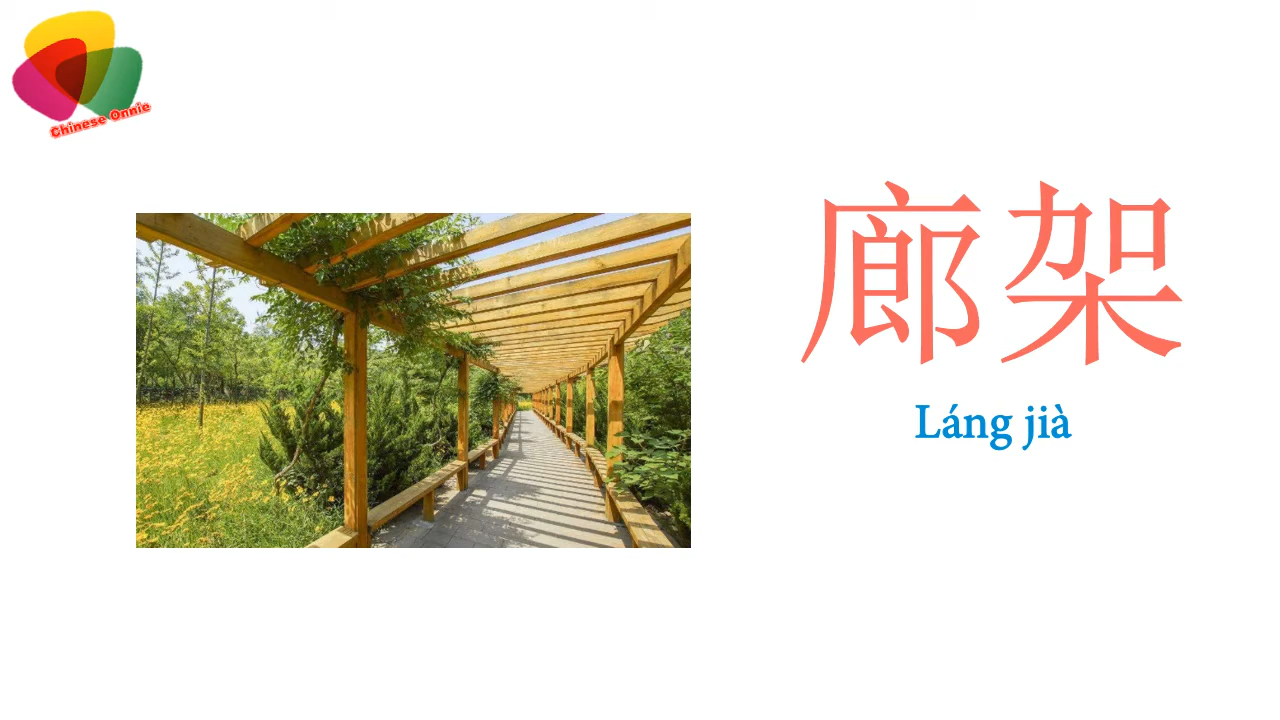 Chinese Onnie
廊架
Láng jià